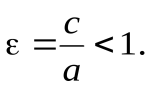 ε = c/a < 1.